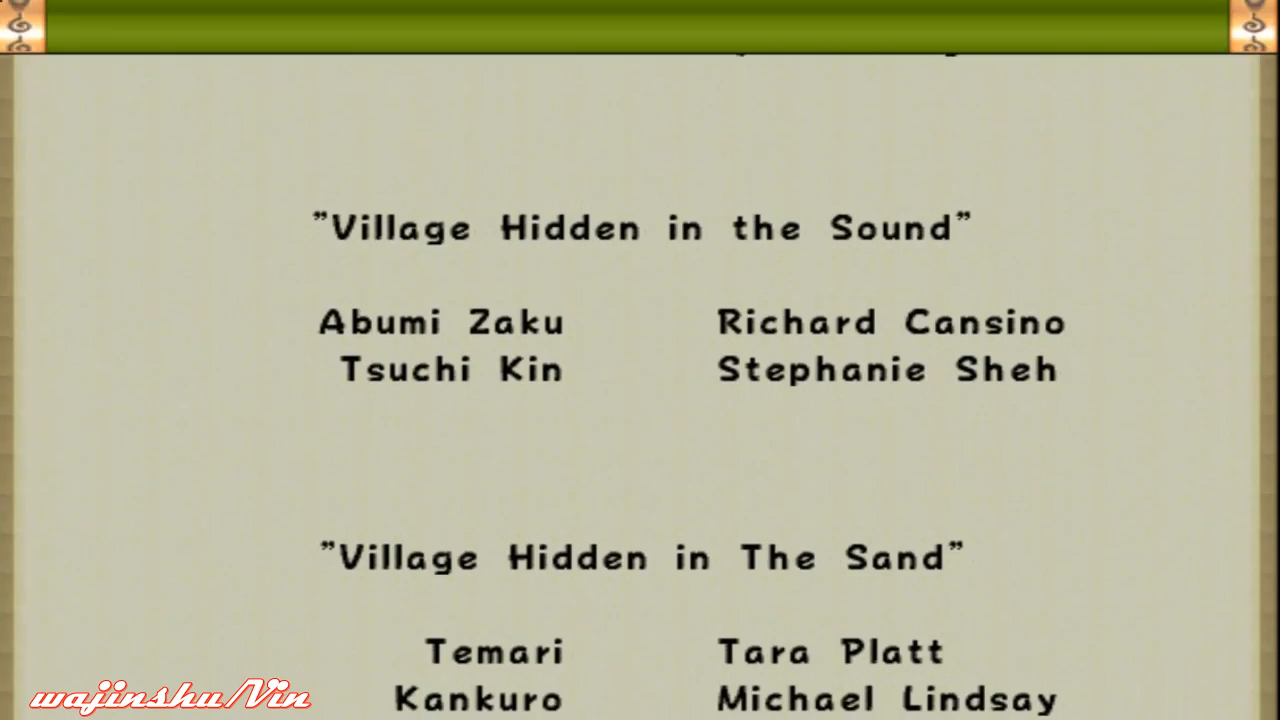 ”Village Hidden in the Sound”
Abumi Zaku Richard Cansino
Tsuchi Kin Stephanie Sheh
”Village Hidden in The Sand”
Temari Tara Platt
Kankuro Michael Lindsay
wajinshu/Vin